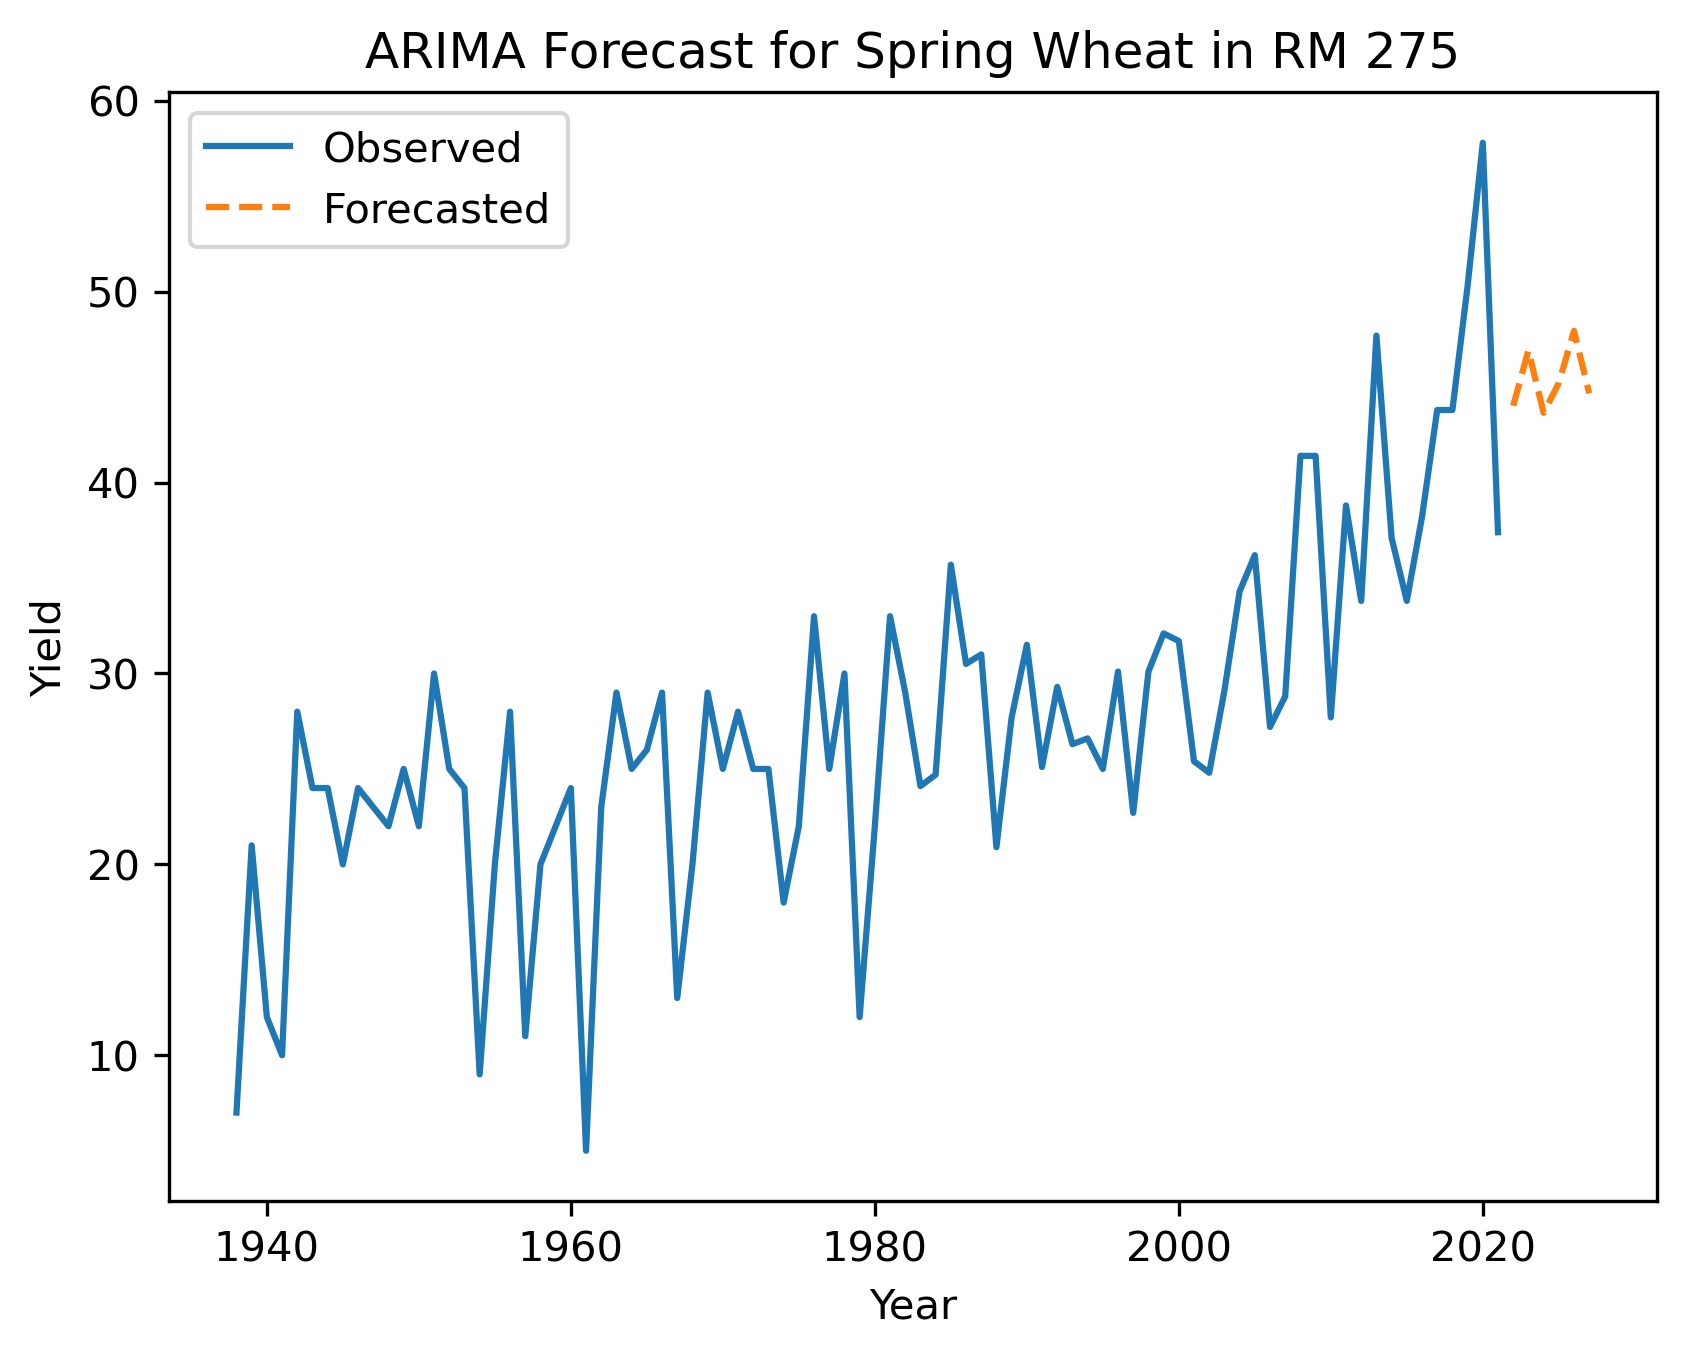 ARIMA Forecast for Spring Wheat in RM 275
60
50
40
30
20
10
Yield
Observed
Forecasted
1940 1960 1980 2000 2020
Year